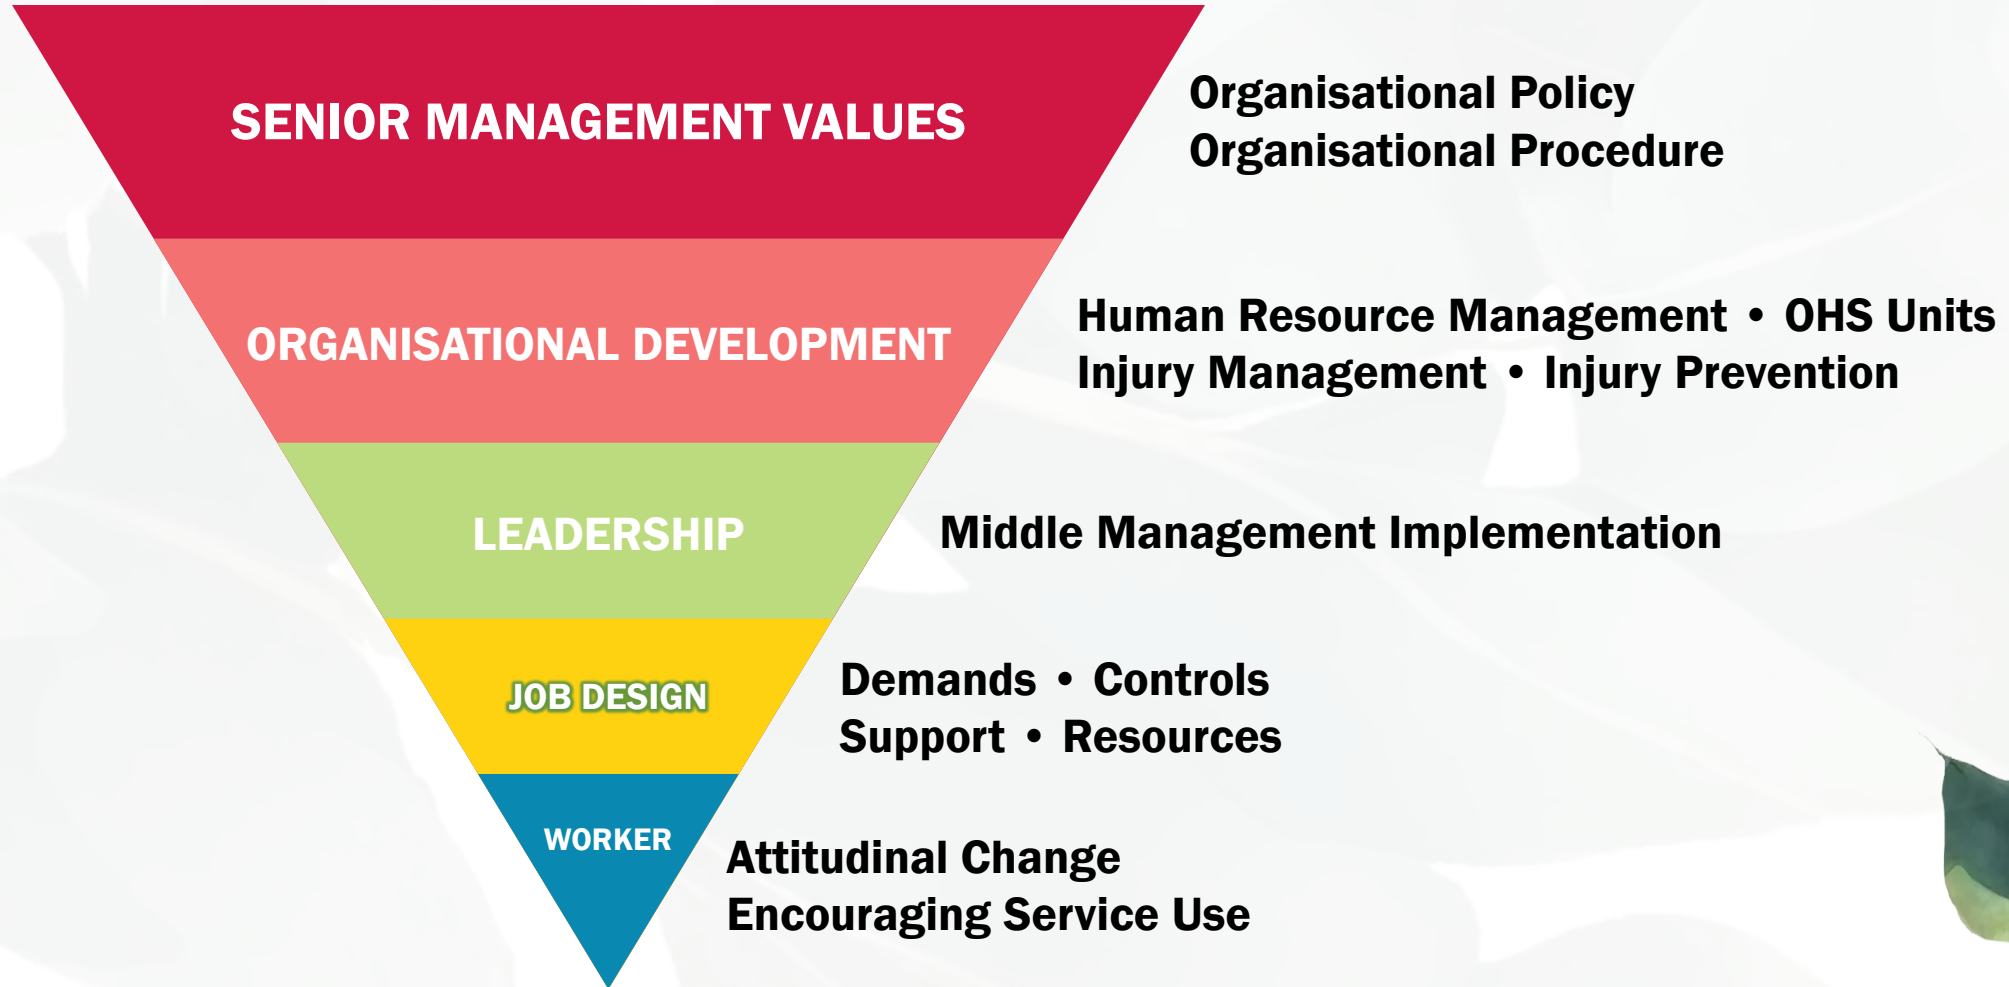 SENIOR MANAGEMENT VALUES
Organisational Policy
Organisational Procedure
ORGANISATIONAL DEVELOPMENT
Human Resource Management • OHS Units
Injury Management • Injury Prevention
LEADERSHIP
Middle Management Implementation
JOB DESIGN
Demands • Controls
Support • Resources
WORKER
Attitudinal Change
Encouraging Service Use